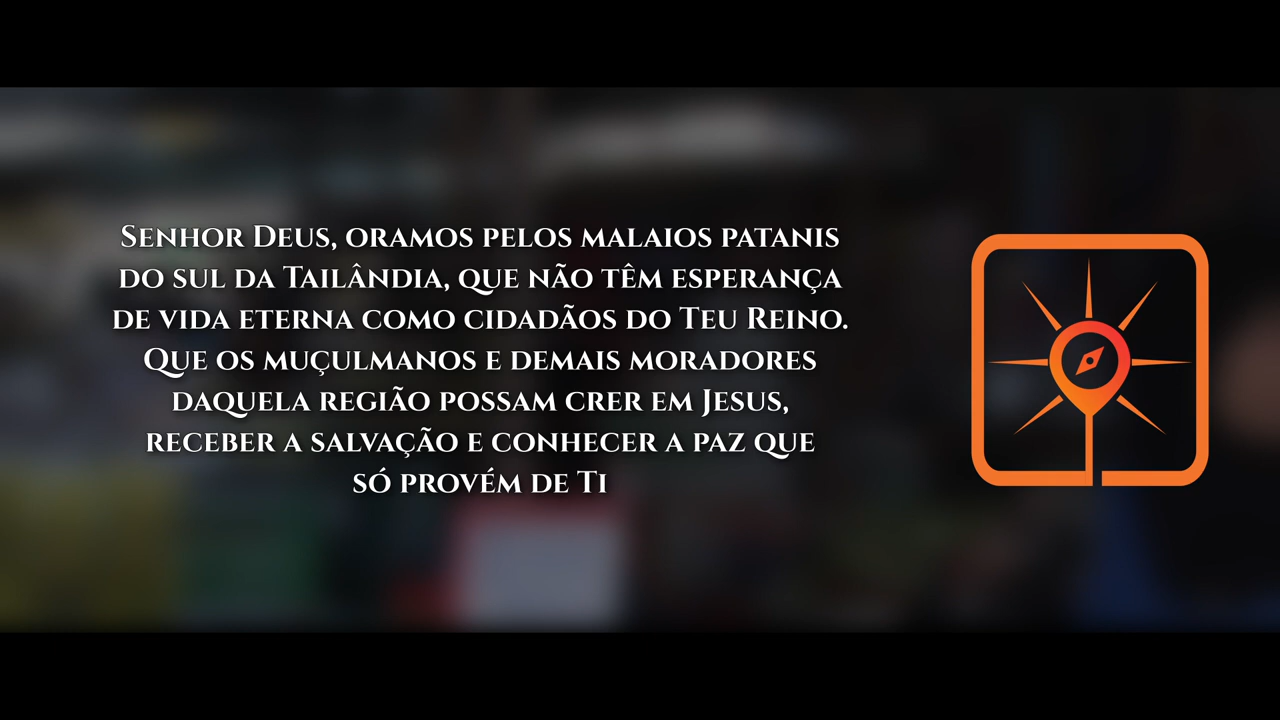 Senhor Deus, oramos pelos malaios patanis
do sul da Tailândia, que não têm esperança
de vida eterna como cidadãos do Teu Reino.
Que os muçulmanos e demais moradores
daquela região possam crer em Jesus,
receber a salvação e conhecer a paz que
só provém de Ti